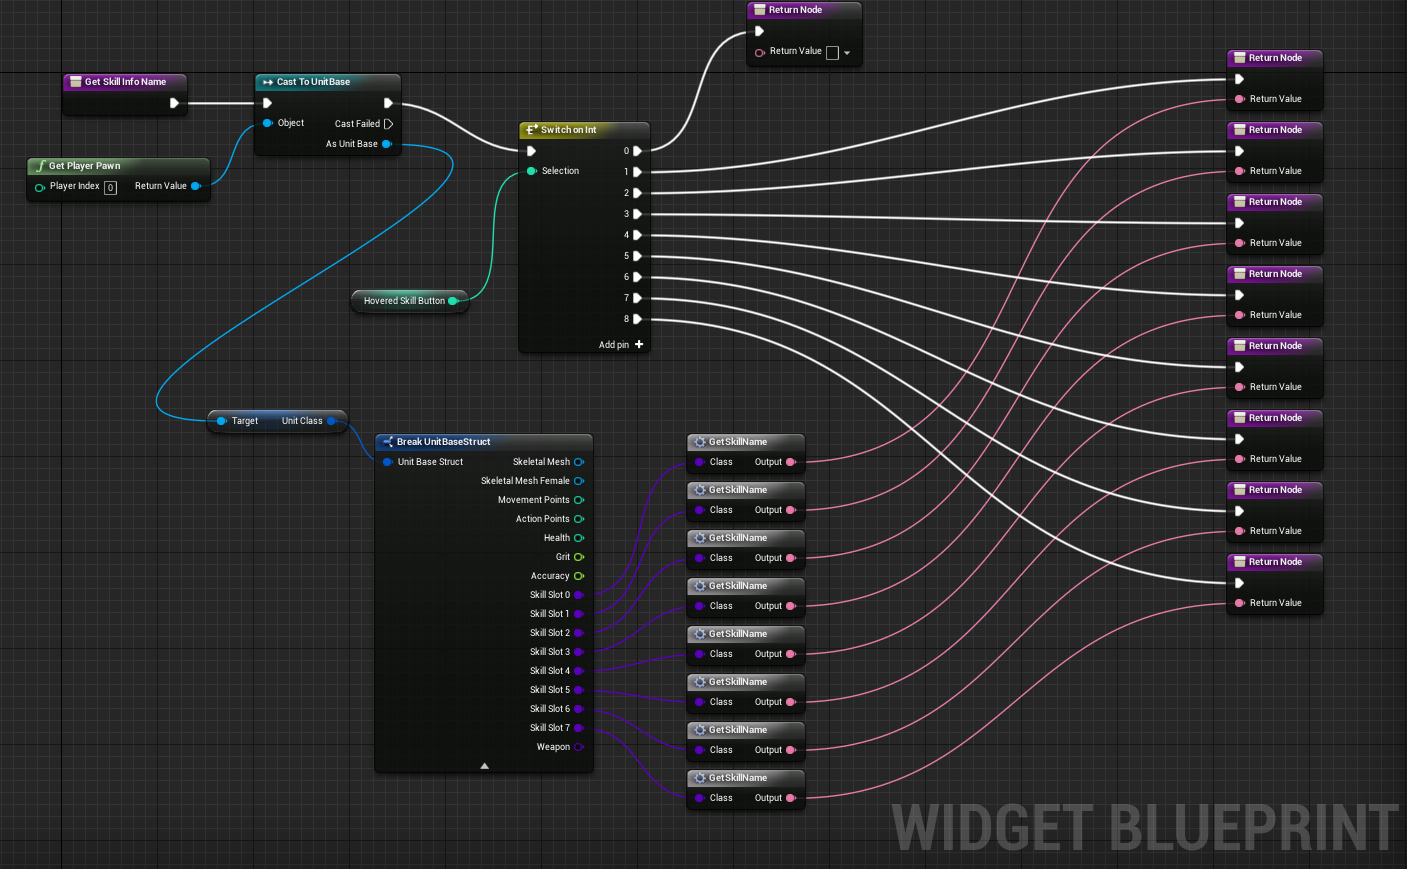 Return Node
Return Value
Get Skill Info Name
Cast To UnitBase
Object
Cast Failed
As Unit Base
Get Player Pawn
Player Index 0
Return Value
Switch on Int
Selection
0
1
2
3
4
5
6
7
8
Add pin
Hovered Skill Button
Target
Unit Class
Break UnitBaseStruct
Unit Base Struct
Skeletal Mesh
Skeletal Mesh Female
Movement Points
Action Points
Health
Grit
Accuracy
Skill Slot 0
Skill Slot 1
Skill Slot 2
Skill Slot 3
Skill Slot 4
Skill Slot 5
Skill Slot 6
Skill Slot 7
Weapon
GetSkillName
Class Output
GetSkillName
Class Output
GetSkillName
Class Output
GetSkillName
Class Output
GetSkillName
Class Output
GetSkillName
Class Output
GetSkillName
Class Output
GetSkillName
Class Output
Return Node
Return Value
Return Node
Return Value
Return Node
Return Value
Return Node
Return Value
Return Node
Return Value
Return Node
Return Value
Return Node
Return Value
Return Node
Return Value
WIDGET BLUEPRINT